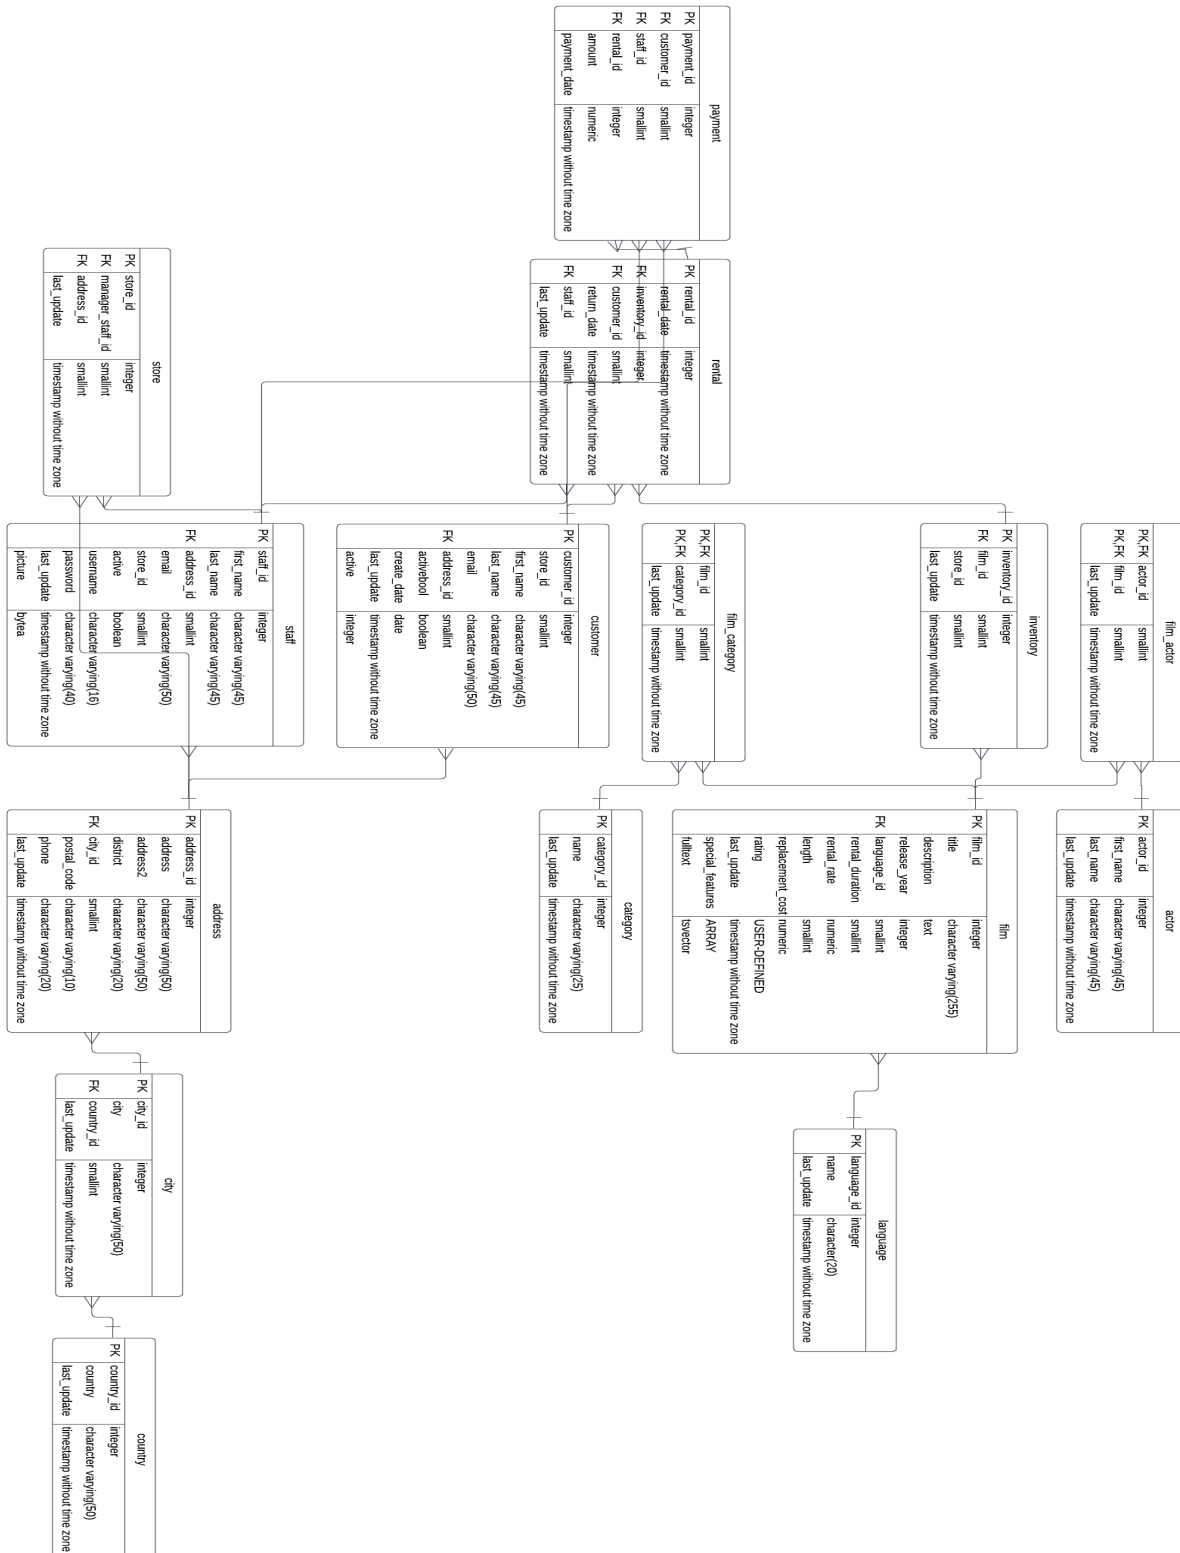 film_actor
PK,FK actor_id smallint
PK,FK film_id smallint
last_update timestamp without time zone
actor
PK actor_id integer
first_name character varying(45)
last_name character varying(45)
last_update timestamp without time zone
inventory
PK inventory_id integer
FK film_id smallint
store_id smallint
last_update timestamp without time zone
film
PK film_id integer
title character varying(255)
description text
release_year integer
FK language_id smallint
rental_duration smallint
rental_rate numeric
length smallint
replacement_cost numeric
rating USER-DEFINED
last_update timestamp without time zone
special_features ARRAY
fulltext tsvector
language
PK language_id integer
name character(20)
last_update timestamp without time zone
film_category
PK,FK film_id smallint
PK,FK category_id smallint
last_update timestamp without time zone
category
PK category_id integer
name character varying(25)
last_update timestamp without time zone
payment
PK payment_id integer
FK customer_id smallint
FK staff_id smallint
FK rental_id integer
amount numeric
payment_date timestamp without time zone
rental
PK rental_id integer
rental_date timestamp without time zone
FK inventory_id integer
FK customer_id smallint
return_date timestamp without time zone
FK staff_id smallint
last_update timestamp without time zone
customer
PK customer_id integer
store_id smallint
first_name character varying(45)
last_name character varying(45)
email character varying(50)
FK address_id smallint
activebool boolean
create_date date
last_update timestamp without time zone
active integer
staff
PK staff_id integer
first_name character varying(45)
last_name character varying(45)
FK address_id smallint
email character varying(50)
store_id smallint
active boolean
username character varying(16)
password character varying(40)
last_update timestamp without time zone
picture bytea
address
PK address_id integer
address character varying(50)
address2 character varying(50)
district character varying(20)
FK city_id smallint
postal_code character varying(10)
phone character varying(20)
last_update timestamp without time zone
store
PK store_id integer
FK manager_staff_id smallint
FK address_id smallint
last_update timestamp without time zone
city
PK city_id integer
city character varying(50)
FK country_id smallint
last_update timestamp without time zone
country
PK country_id integer
country character varying(50)
last_update timestamp without time zone